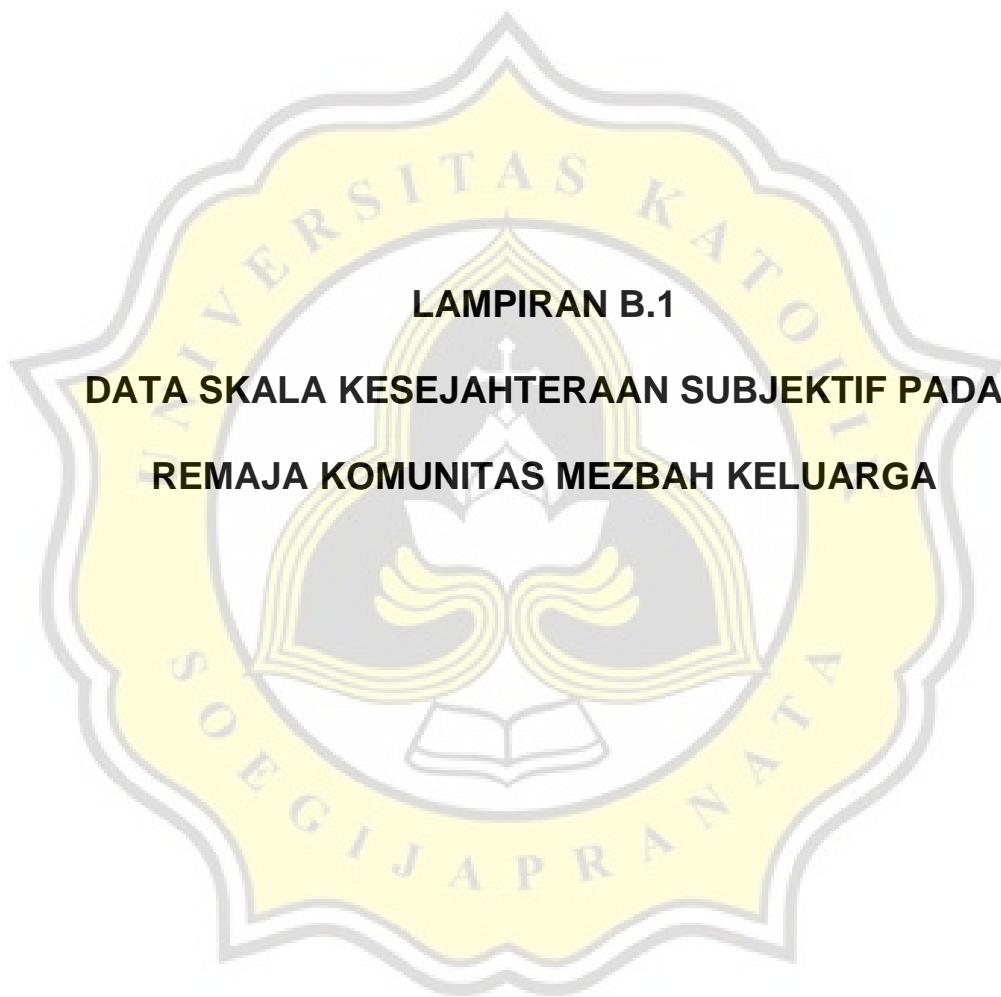 LAMPIRAN B.1
DATA SKALA KESEJAHTERAAN SUBJEKTIF PADA
REMAJA KOMUNITAS MEZBAH KELUARGA
UNIVERSITAS KATOLIK
SOEGIJAPRANATA